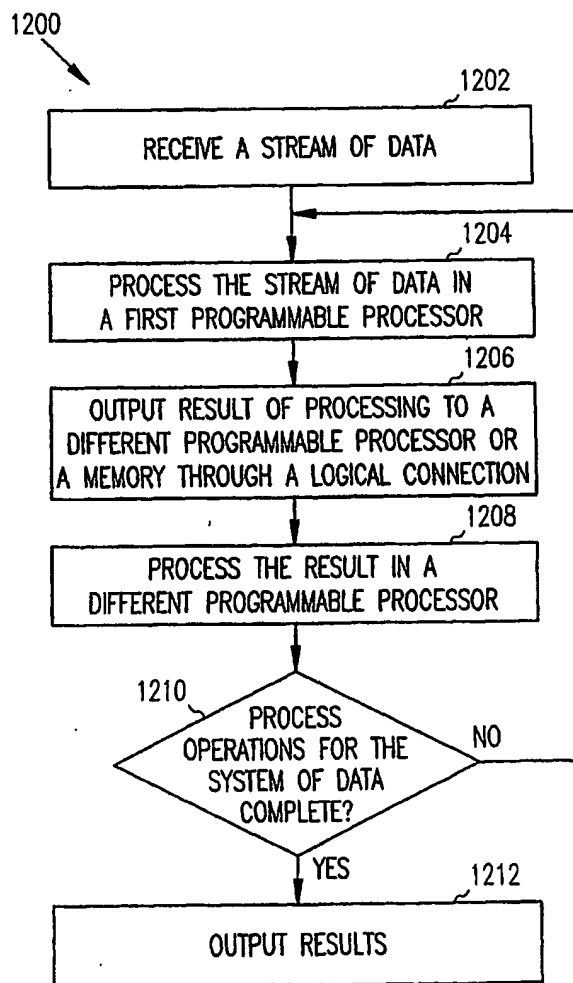 1200
1202
RECEIVE A STREAM OF DATA
1204
PROCESS THE STREAM OF DATA IN
A FIRST PROGRAMMABLE PROCESSOR
1206
OUTPUT RESULT OF PROCESSING TO A
DIFFERENT PROGRAMMABLE PROCESSOR OR
A MEMORY THROUGH A LOGICAL CONNECTION
1208
PROCESS THE RESULT IN A
DIFFERENT PROGRAMMABLE PROCESSOR
1210
PROCESS
OPERATIONS FOR THE
SYSTEM OF DATA
COMPLETE?
NO
YES
1212
OUTPUT RESULTS